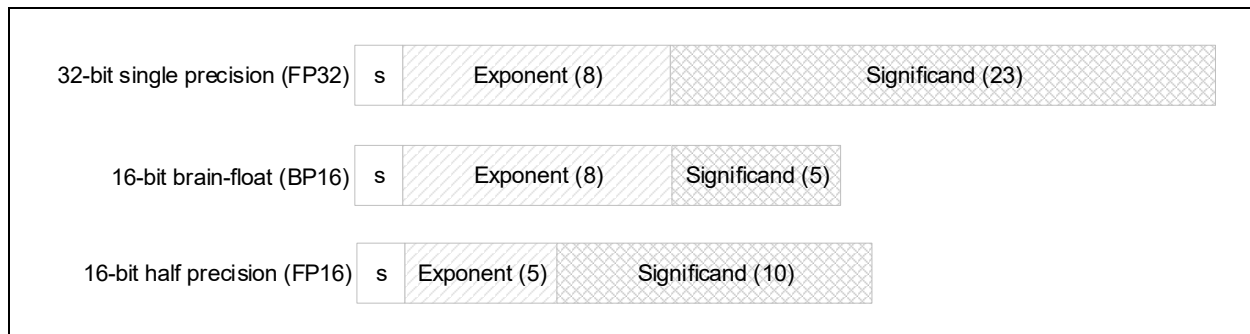 32-bit single precision (FP32) s Exponent (8) Significand (23)
16-bit brain-float (BP16) s Exponent (8) Significand (5)
16-bit half precision (FP16) s Exponent (5) Significand (10)